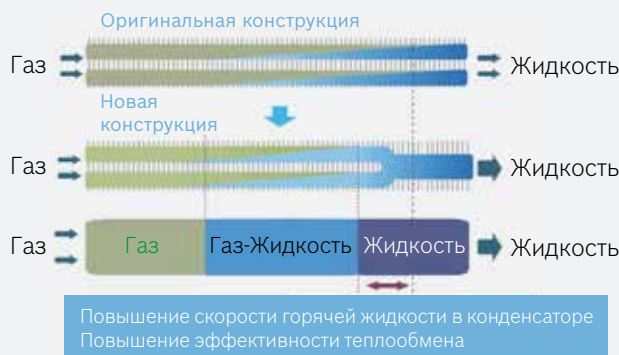 Оригинальная конструкция
Газ
Жидкость
Новая
конструкция
Газ
Жидкость
Газ
Газ
Газ-Жидкость
Жидкость
Жидкость
Повышение скорости горячей жидкости в конденсаторе
Повышение эффективности теплообмена